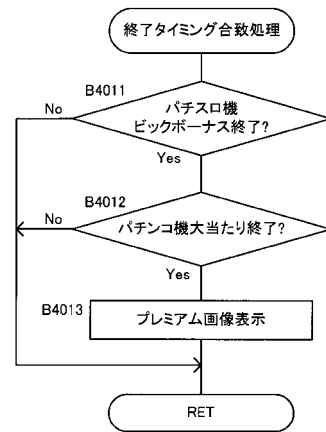 終了タイミング合致処理
B4011
No
パチスロ機
ビックボーナス終了?
Yes
B4012
No
パチンコ機大当たり終了?
Yes
B4013
プレミアム画像表示
RET